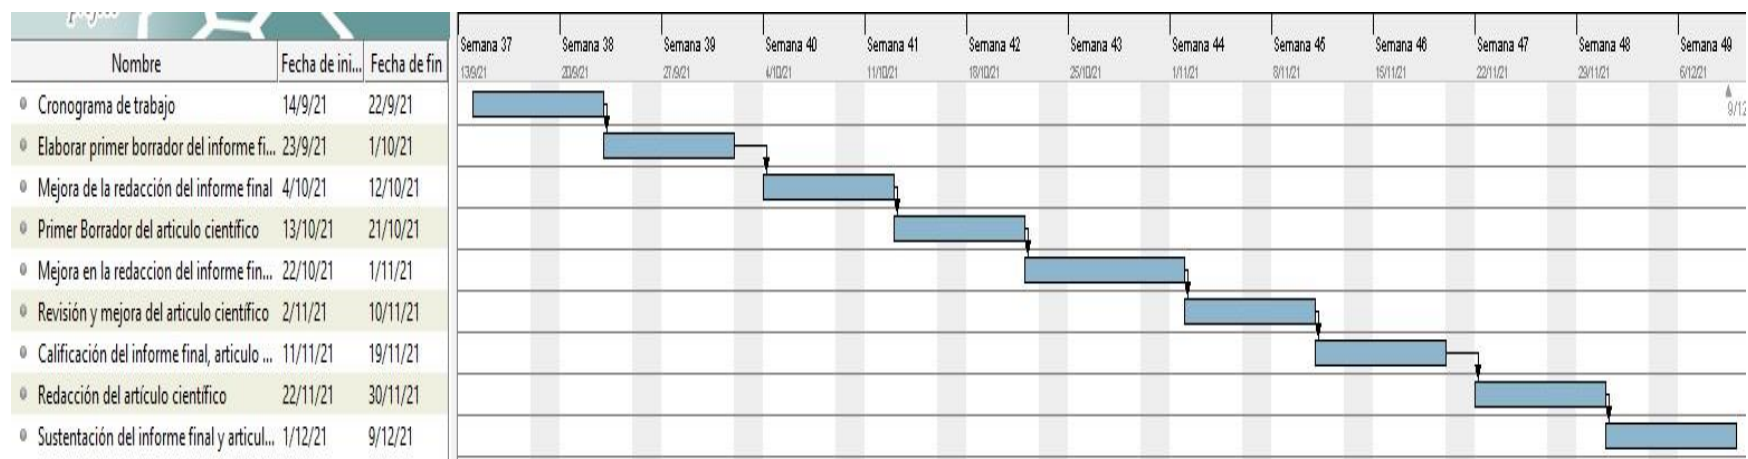 Semana 37 Semana 38 Semana 39 Semana 40 Semana 41 Semana 42 Semana 43 Semana 44 Semana 45 Semana 46 Semana 47 Semana 48 Semana 49
Nombre Fecha de ini... Fecha de fin
13/9/21 20/9/21 27/9/21 4/10/21 11/10/21 18/10/21 25/10/21 1/11/21 8/11/21 15/11/21 22/11/21 29/11/21 6/12/21
Cronograma de trabajo 14/9/21 22/9/21
9/12
Elaborar primer borrador del informe fi... 23/9/21 1/10/21
Mejora de la redacción del informe final 4/10/21 12/10/21
Primer Borrador del articulo científico 13/10/21 21/10/21
Mejora en la redaccion del informe fin... 22/10/21 1/11/21
Revisión y mejora del articulo científico 2/11/21 10/11/21
Calificación del informe final, articulo ... 11/11/21 19/11/21
Redacción del artículo científico 22/11/21 30/11/21
Sustentación del informe final y articul... 1/12/21 9/12/21